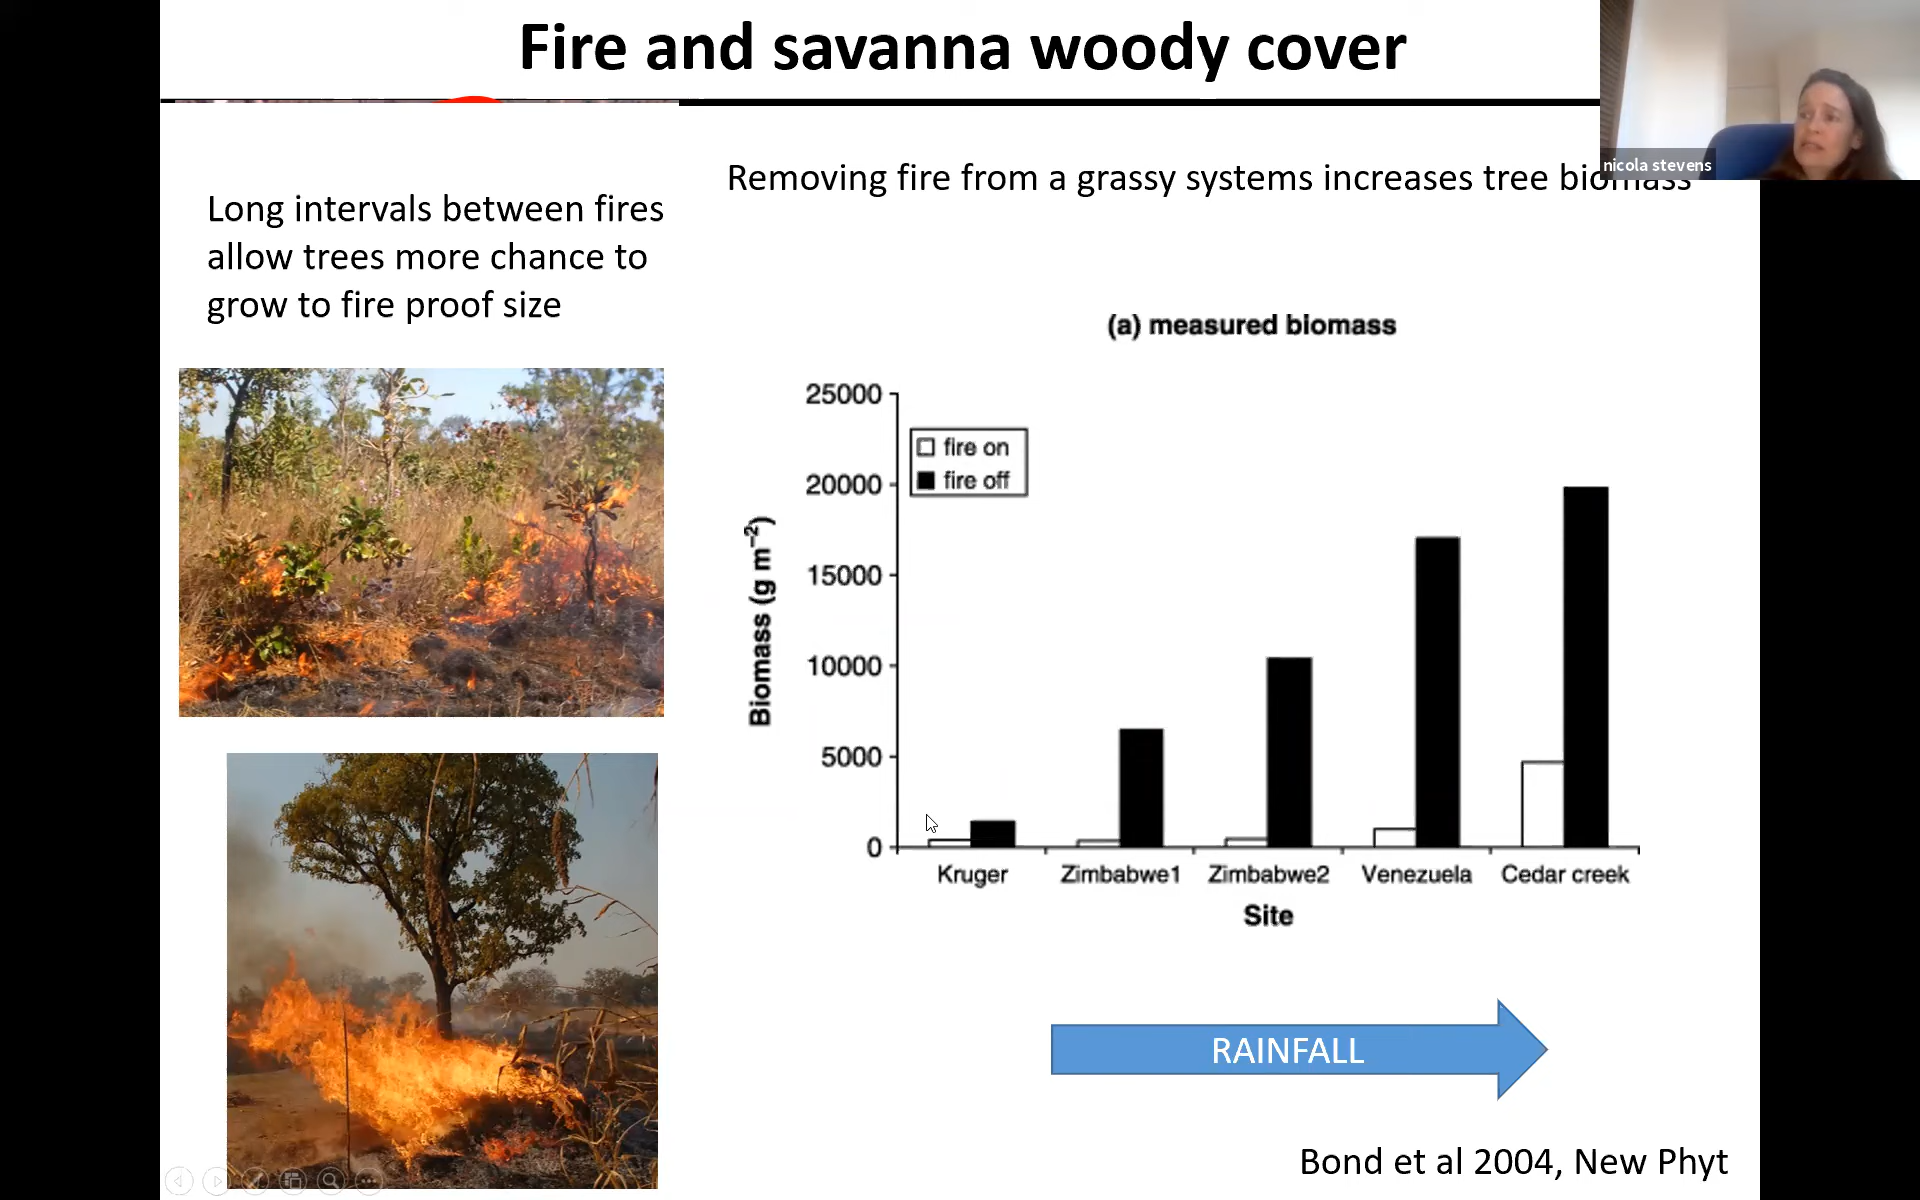 Fire and savanna woody cover
nicola stevens
Removing fire from a grassy systems increases tree biomass
Long intervals between fires
allow trees more chance to
grow to fire proof size
(a) measured biomass
25000
20000
15000
10000
5000
0
fire on
fire off
Biomass (g m⁻²)
Kruger
Zimbabwe1
Zimbabwe2
Venezuela
Cedar creek
Site
RAINFALL
Bond et al 2004, New Phyt